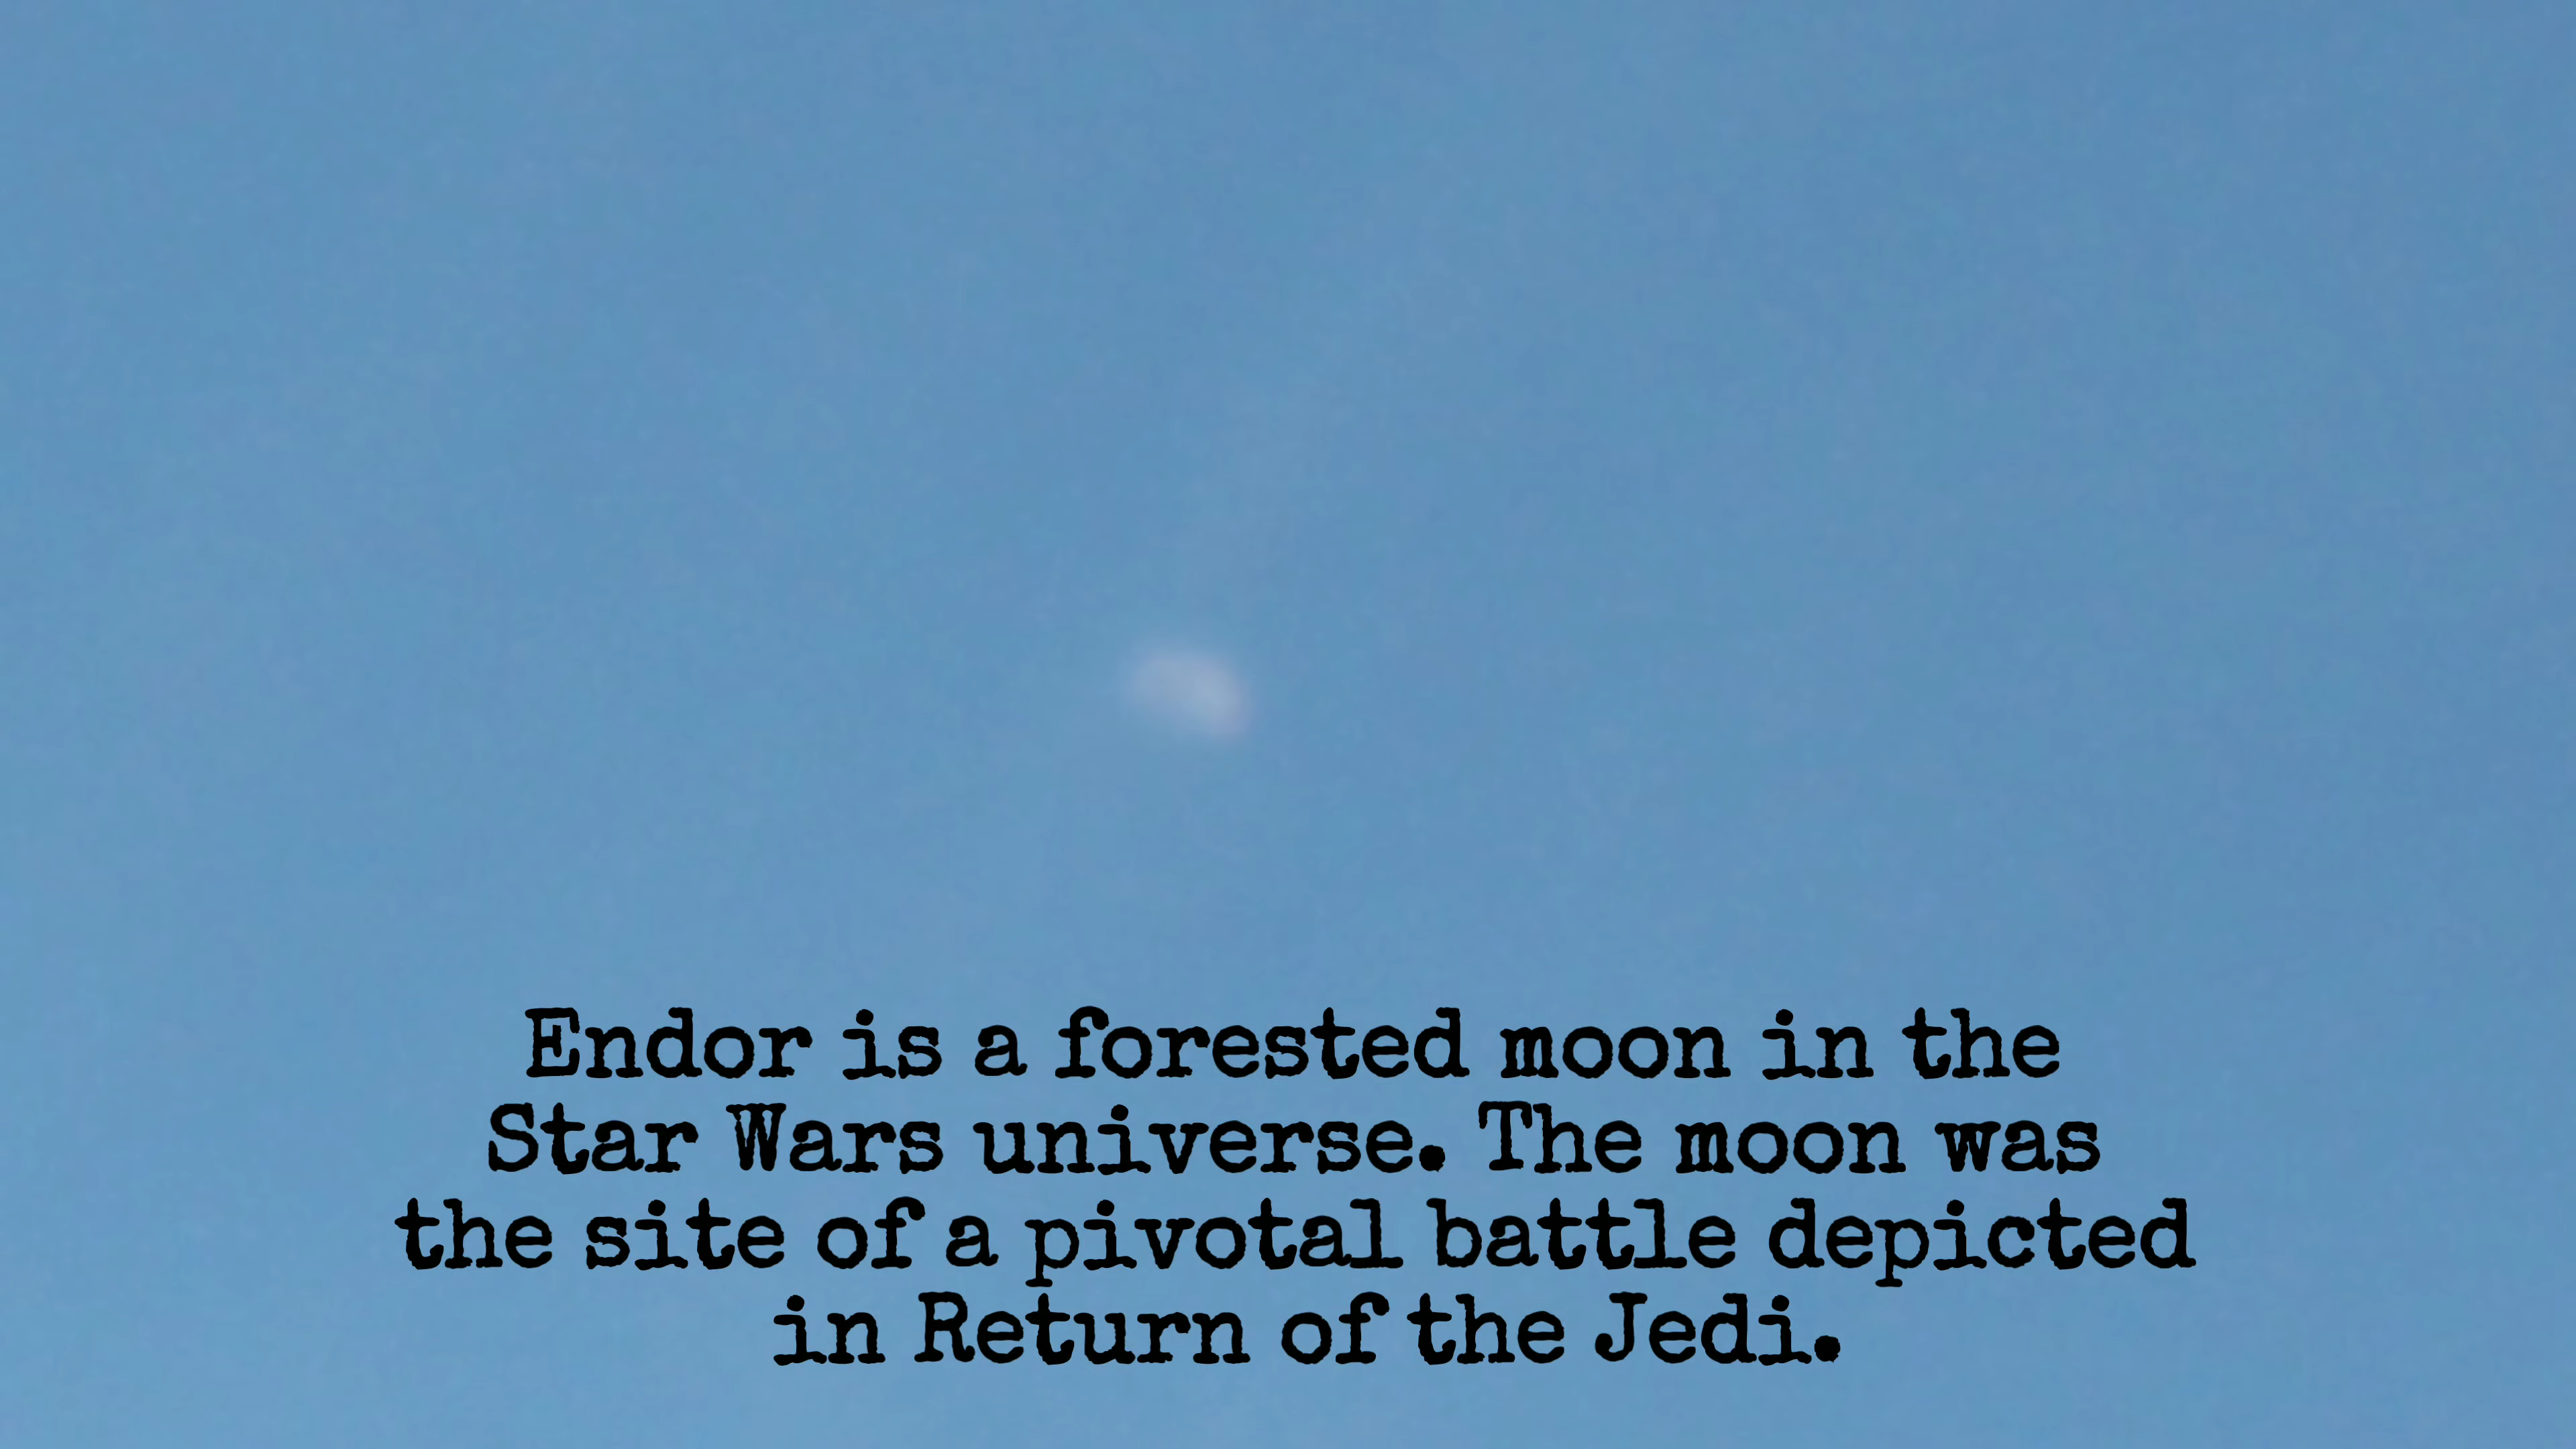 Endor is a forested moon in the
Star Wars universe. The moon was
the site of a pivotal battle depicted
in Return of the Jedi.